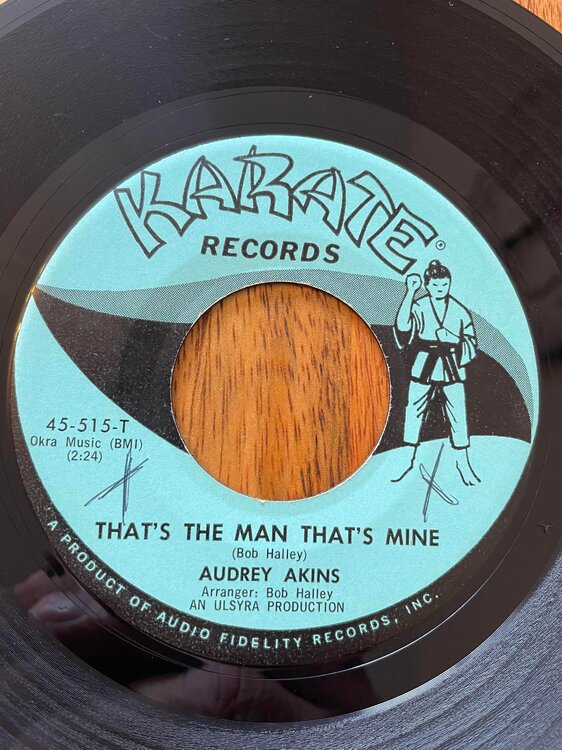 KARATE
RECORDS
45-515-T
Okra Music (BMI)
(2:24)
THAT'S THE MAN THAT'S MINE
(Bob Halley)
AUDREY AKINS
Arranger: Bob Halley
AN ULSYRA PRODUCTION
A PRODUCT OF AUDIO FIDELITY RECORDS, INC.